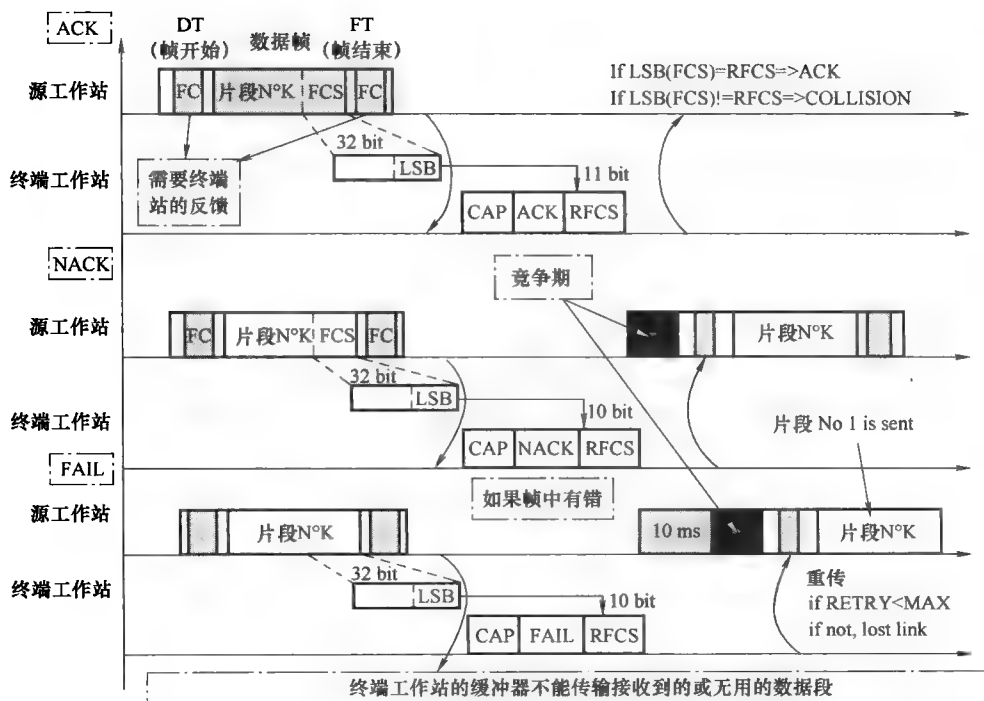 ACK
DT
(帧开始)
数据帧
FT
(帧结束)
源工作站
FC
片段N°K
FCS
FC
If LSB(FCS)=RFCS=>ACK
If LSB(FCS)!=RFCS=>COLLISION
32 bit
终端工作站
需要终端
站的反馈
LSB
11 bit
CAP
ACK
RFCS
NACK
竞争期
源工作站
FC
片段N°K
FCS
FC
片段N°K
32 bit
LSB
10 bit
终端工作站
CAP
NACK
RFCS
片段 No 1 is sent
FAIL
如果帧中有错
源工作站
片段N°K
10 ms
片段N°K
32 bit
终端工作站
LSB
10 bit
重传
if RETRY<MAX
if not, lost link
CAP
FAIL
RFCS
终端工作站的缓冲器不能传输接收到的或无用的数据段